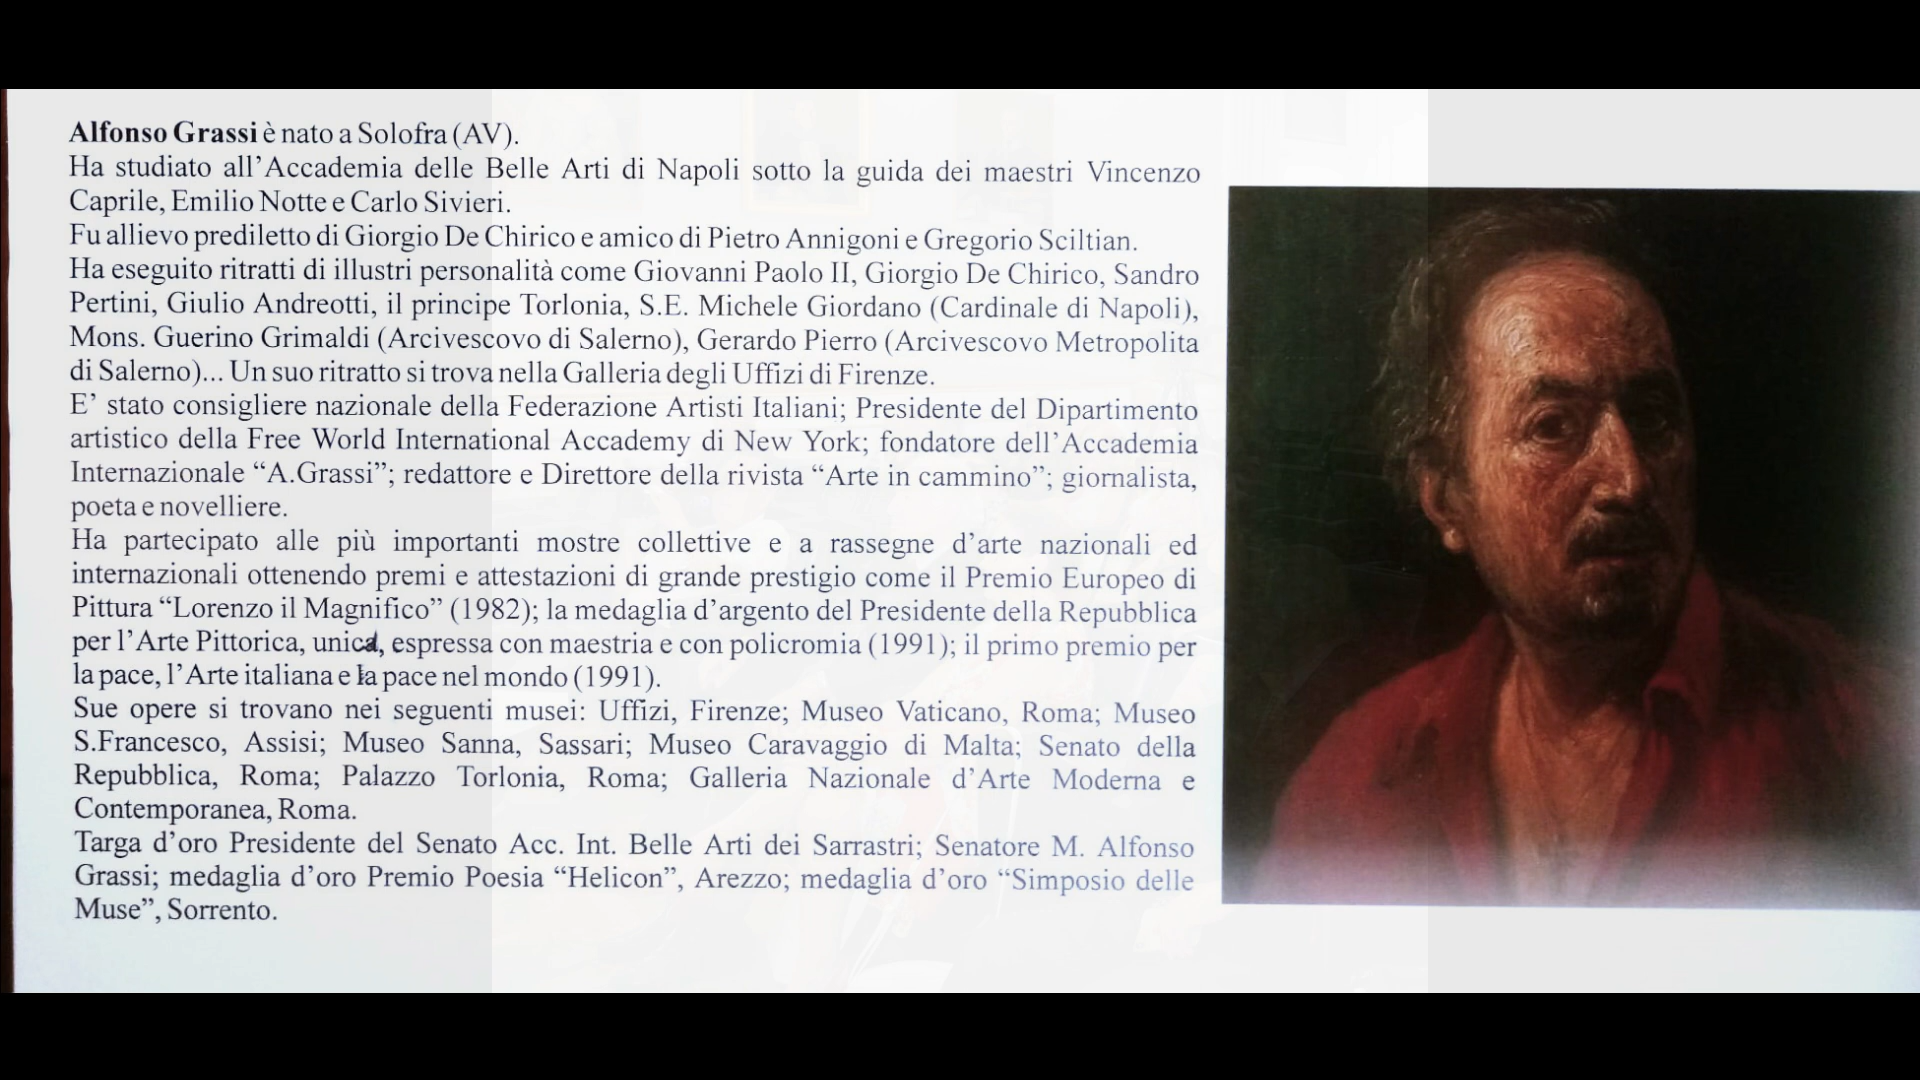 Alfonso Grassi è nato a Solofra (AV).
Ha studiato all’Accademia delle Belle Arti di Napoli sotto la guida dei maestri Vincenzo
Caprile, Emilio Notte e Carlo Sivieri.
Fu allievo prediletto di Giorgio De Chirico e amico di Pietro Annigoni e Gregorio Sciltian.
Ha eseguito ritratti di illustri personalità come Giovanni Paolo II, Giorgio De Chirico, Sandro
Pertini, Giulio Andreotti, il principe Torlonia, S.E. Michele Giordano (Cardinale di Napoli),
Mons. Guerino Grimaldi (Arcivescovo di Salerno), Gerardo Pierro (Arcivescovo Metropolita
di Salerno)... Un suo ritratto si trova nella Galleria degli Uffizi di Firenze.
E’ stato consigliere nazionale della Federazione Artisti Italiani; Presidente del Dipartimento
artistico della Free World International Accademy di New York; fondatore dell’Accademia
Internazionale “A.Grassi”; redattore e Direttore della rivista “Arte in cammino”; giornalista,
poeta e novelliere.
Ha partecipato alle più importanti mostre collettive e a rassegne d’arte nazionali ed
internazionali ottenendo premi e attestazioni di grande prestigio come il Premio Europeo di
Pittura “Lorenzo il Magnifico” (1982); la medaglia d’argento del Presidente della Repubblica
per l’Arte Pittorica, unica, espressa con maestria e con policromia (1991); il primo premio per
la pace, l’Arte italiana e la pace nel mondo (1991).
Sue opere si trovano nei seguenti musei: Uffizi, Firenze; Museo Vaticano, Roma; Museo
S.Francesco, Assisi; Museo Sanna, Sassari; Museo Caravaggio di Malta; Senato della
Repubblica, Roma; Palazzo Torlonia, Roma; Galleria Nazionale d’Arte Moderna e
Contemporanea, Roma.
Targa d’oro Presidente del Senato Acc. Int. Belle Arti dei Sarrastri; Senatore M. Alfonso
Grassi; medaglia d’oro Premio Poesia “Helicon”, Arezzo; medaglia d’oro “Simposio delle
Muse”, Sorrento.